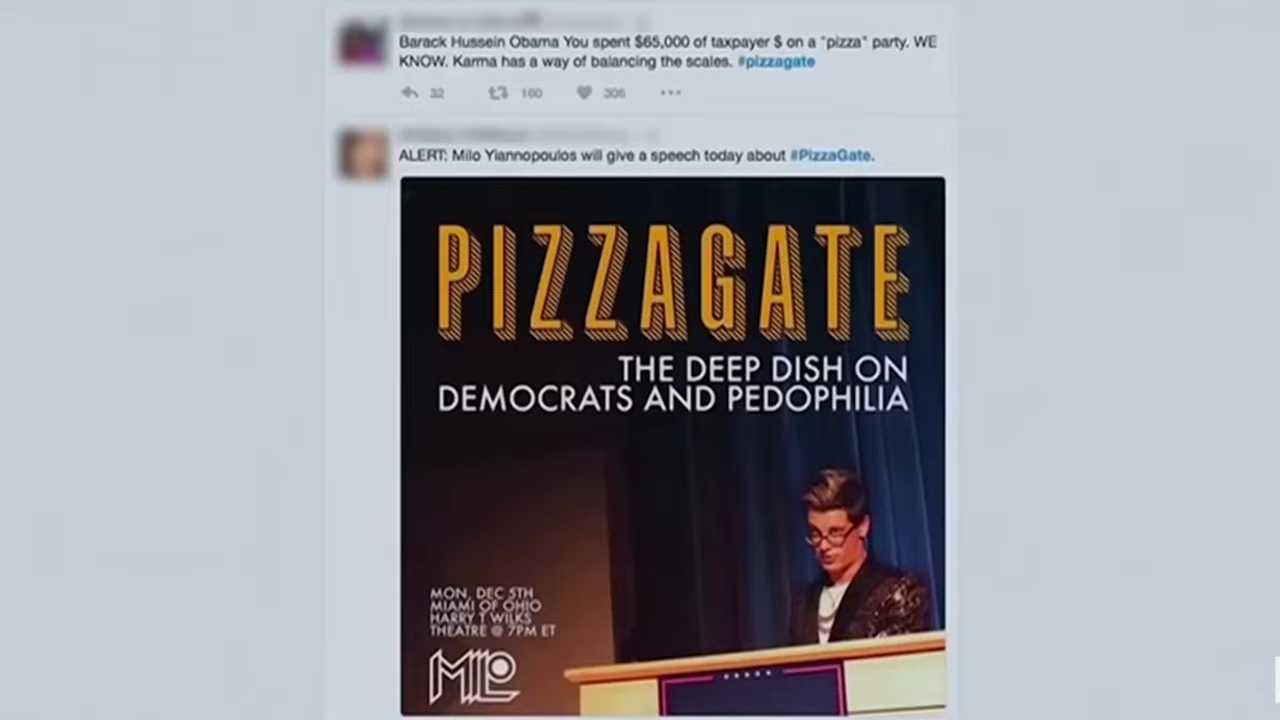 Barack Hussein Obama You spent $65,000 of taxpayer $ on a "pizza" party. WE
KNOW. Karma has a way of balancing the scales. #pizzagate
32 160 306
ALERT: Milo Yiannopoulos will give a speech today about #PizzaGate.
PIZZAGATE
THE DEEP DISH ON
DEMOCRATS AND PEDOPHILIA
MON, DEC 5TH
MIAMI OF OHIO
HARRY T WILKS
THEATRE @ 7PM ET
MILO